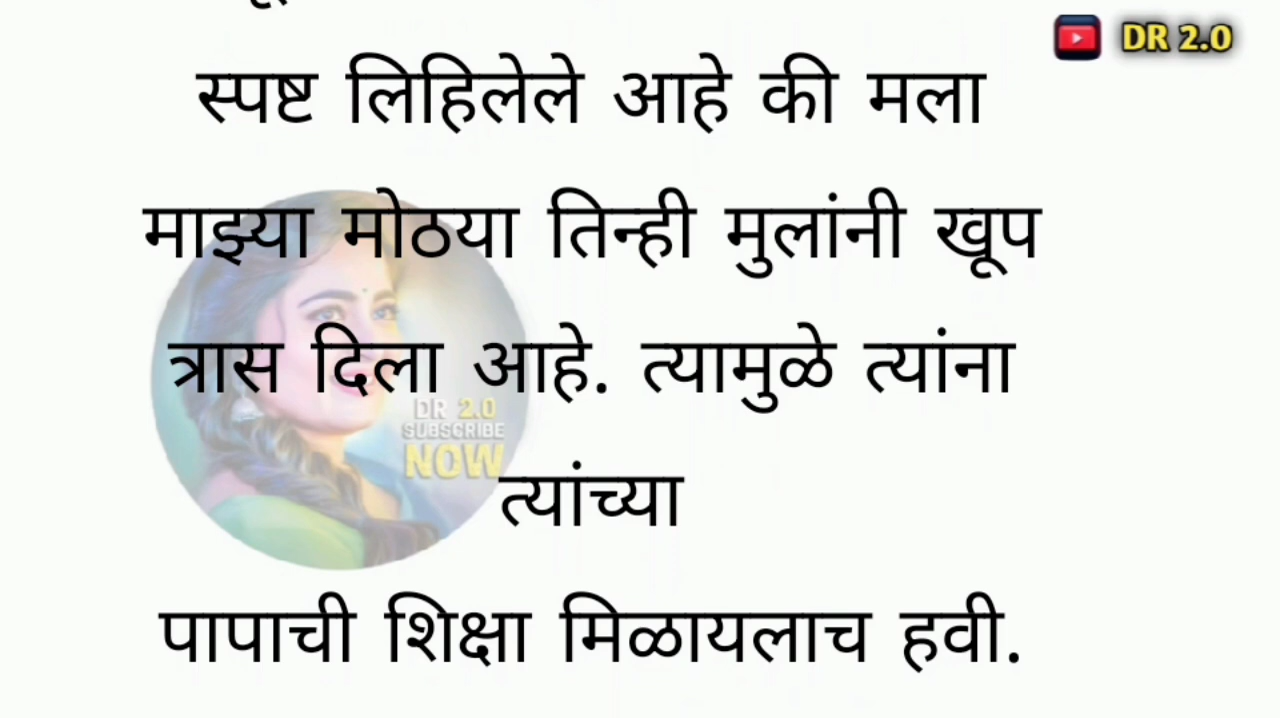 DR 2.0
स्पष्ट लिहिलेले आहे की मला
माझ्या मोठया तिन्ही मुलांनी खूप
त्रास दिला आहे. त्यामुळे त्यांना
DR 2.0
SUBSCRIBE
NOW
त्यांच्या
पापाची शिक्षा मिळायलाच हवी.